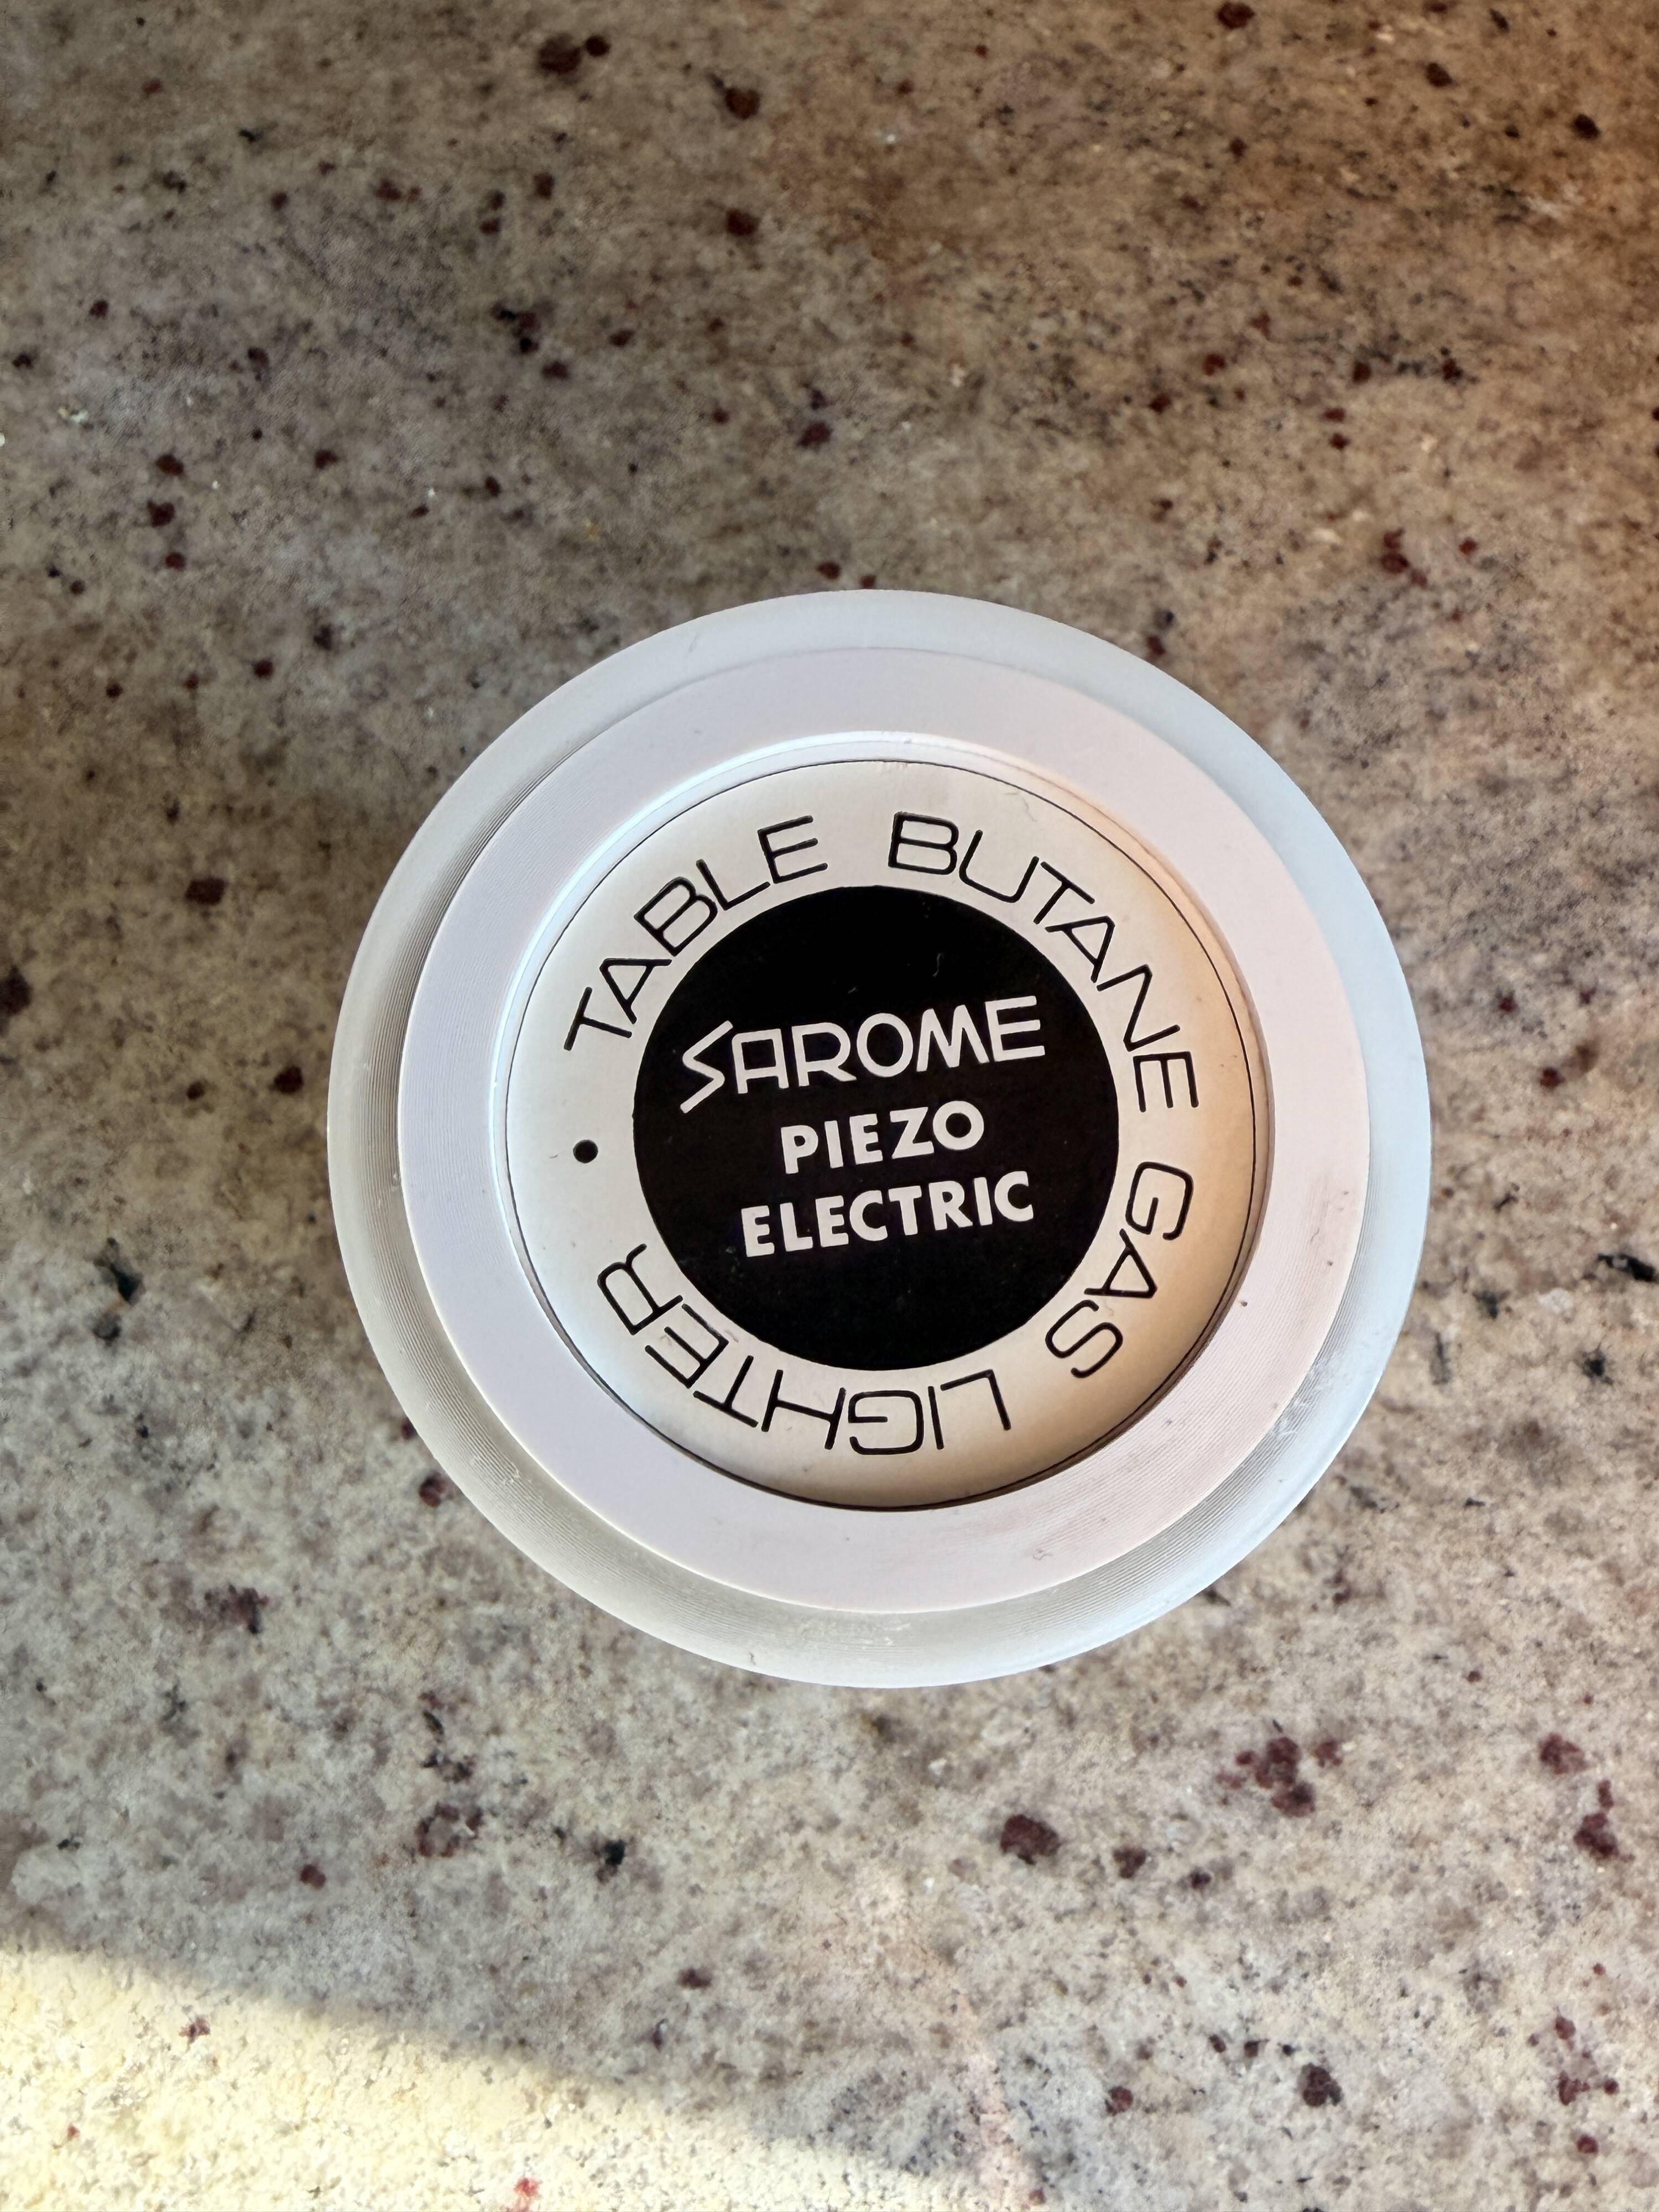 TABLE BUTANE GAS LIGHTER •
SAROME
PIEZO
ELECTRIC